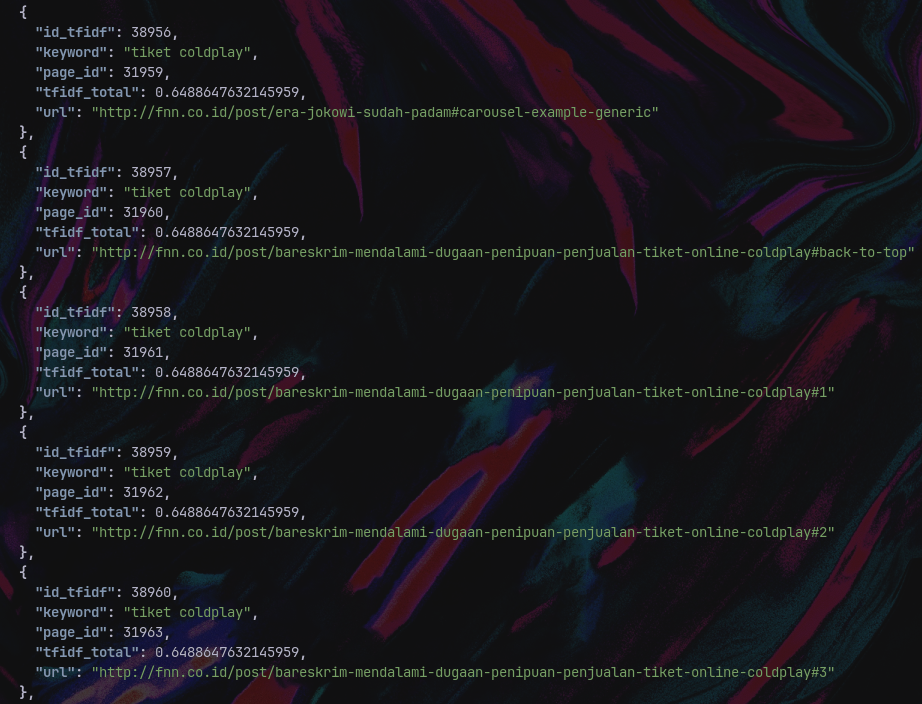 {
"id_tfidf": 38956,
"keyword": "tiket coldplay",
"page_id": 31959,
"tfidf_total": 0.6488647632145959,
"url": "http://fnn.co.id/post/era-jokowi-sudah-padam#carousel-example-generic"
},
{
"id_tfidf": 38957,
"keyword": "tiket coldplay",
"page_id": 31960,
"tfidf_total": 0.6488647632145959,
"url": "http://fnn.co.id/post/bareskrim-mendalami-dugaan-penipuan-penjualan-tiket-online-coldplay#back-to-top"
},
{
"id_tfidf": 38958,
"keyword": "tiket coldplay",
"page_id": 31961,
"tfidf_total": 0.6488647632145959,
"url": "http://fnn.co.id/post/bareskrim-mendalami-dugaan-penipuan-penjualan-tiket-online-coldplay#1"
},
{
"id_tfidf": 38959,
"keyword": "tiket coldplay",
"page_id": 31962,
"tfidf_total": 0.6488647632145959,
"url": "http://fnn.co.id/post/bareskrim-mendalami-dugaan-penipuan-penjualan-tiket-online-coldplay#2"
},
{
"id_tfidf": 38960,
"keyword": "tiket coldplay",
"page_id": 31963,
"tfidf_total": 0.6488647632145959,
"url": "http://fnn.co.id/post/bareskrim-mendalami-dugaan-penipuan-penjualan-tiket-online-coldplay#3"
},